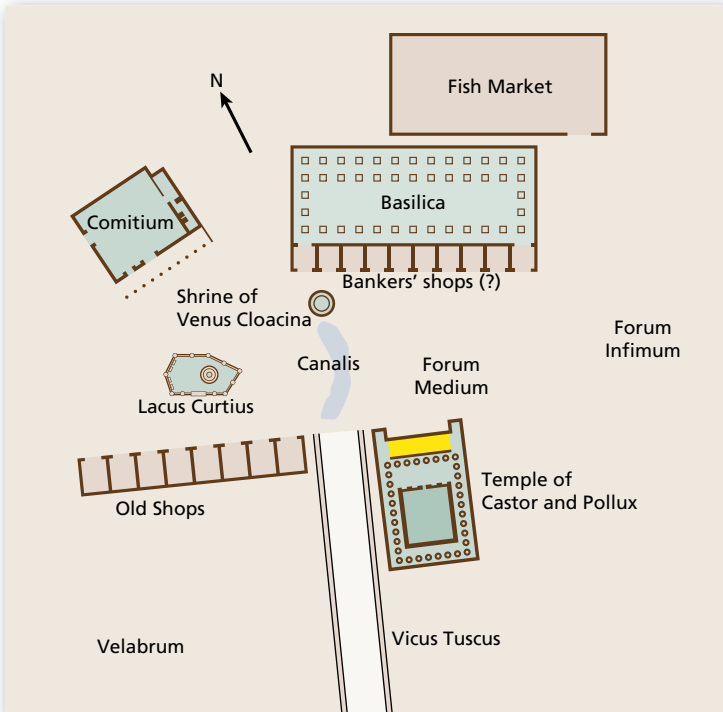 Fish Market
N
Basilica
Comitium
Bankers’ shops (?)
Shrine of
Venus Cloacina
Forum
Infimum
Canalis
Forum
Medium
Lacus Curtius
Temple of
Castor and Pollux
Old Shops
Vicus Tuscus
Velabrum